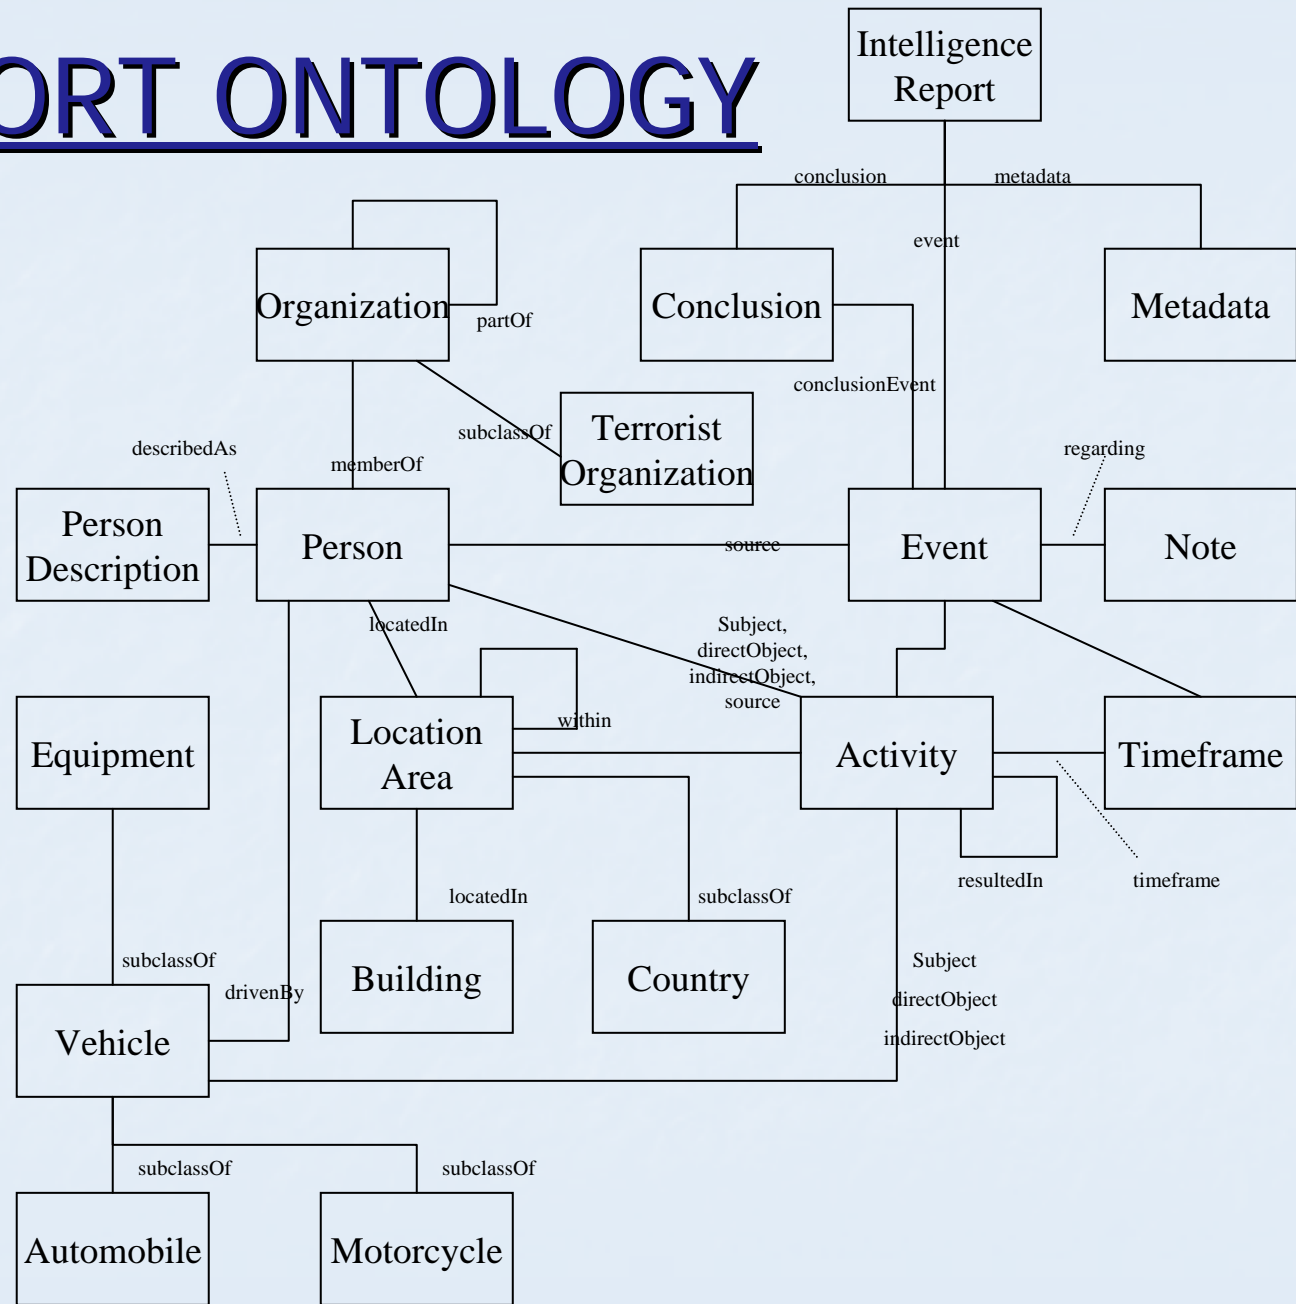 ORT ONTOLOGY
Intelligence
Report
conclusion
metadata
event
Organization
partOf
Conclusion
Metadata
conclusionEvent
Terrorist
Organization
subclassOf
describedAs
memberOf
regarding
Person
Description
Person
source
Event
Note
locatedIn
Subject,
directObject,
indirectObject,
source
Equipment
Location
Area
within
Activity
Timeframe
resultedIn
timeframe
locatedIn
subclassOf
subclassOf
drivenBy
Building
Country
Subject
directObject
indirectObject
Vehicle
subclassOf
subclassOf
Automobile
Motorcycle